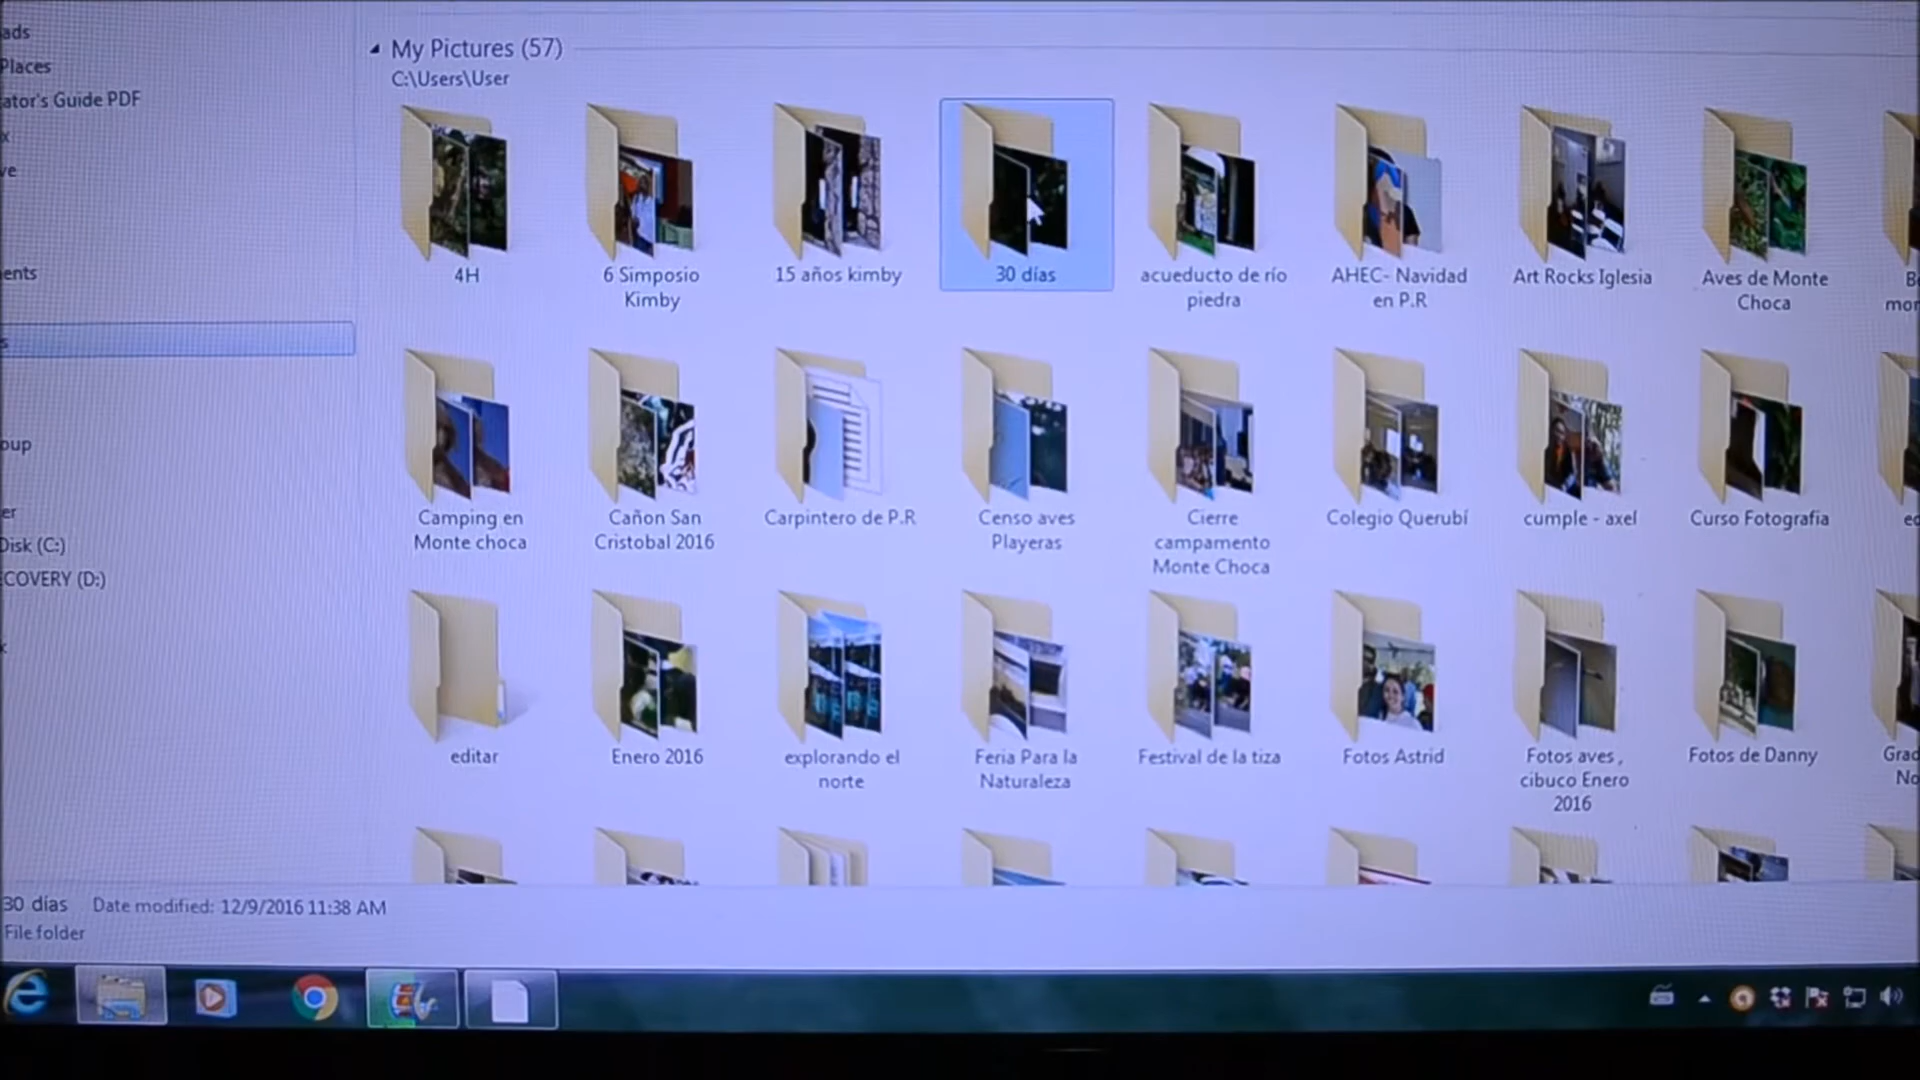 ads
Places
ator's Guide PDF
x
ve
ents
s
oup
er
Disk (C:)
COVERY (D:)
k
My Pictures (57)
C:\Users\User
4H
6 Simposio
Kimby
15 años kimby
30 días
acueducto de río
piedra
AHEC- Navidad
en P.R
Art Rocks Iglesia
Aves de Monte
Choca
B
mon
Camping en
Monte choca
Cañon San
Cristobal 2016
Carpintero de P.R
Censo aves
Playeras
Cierre
campamento
Monte Choca
Colegio Querubí
cumple - axel
Curso Fotografia
ed
editar
Enero 2016
explorando el
norte
Feria Para la
Naturaleza
Festival de la tiza
Fotos Astrid
Fotos aves ,
cibuco Enero
2016
Fotos de Danny
Grad
No
30 días Date modified: 12/9/2016 11:38 AM
File folder